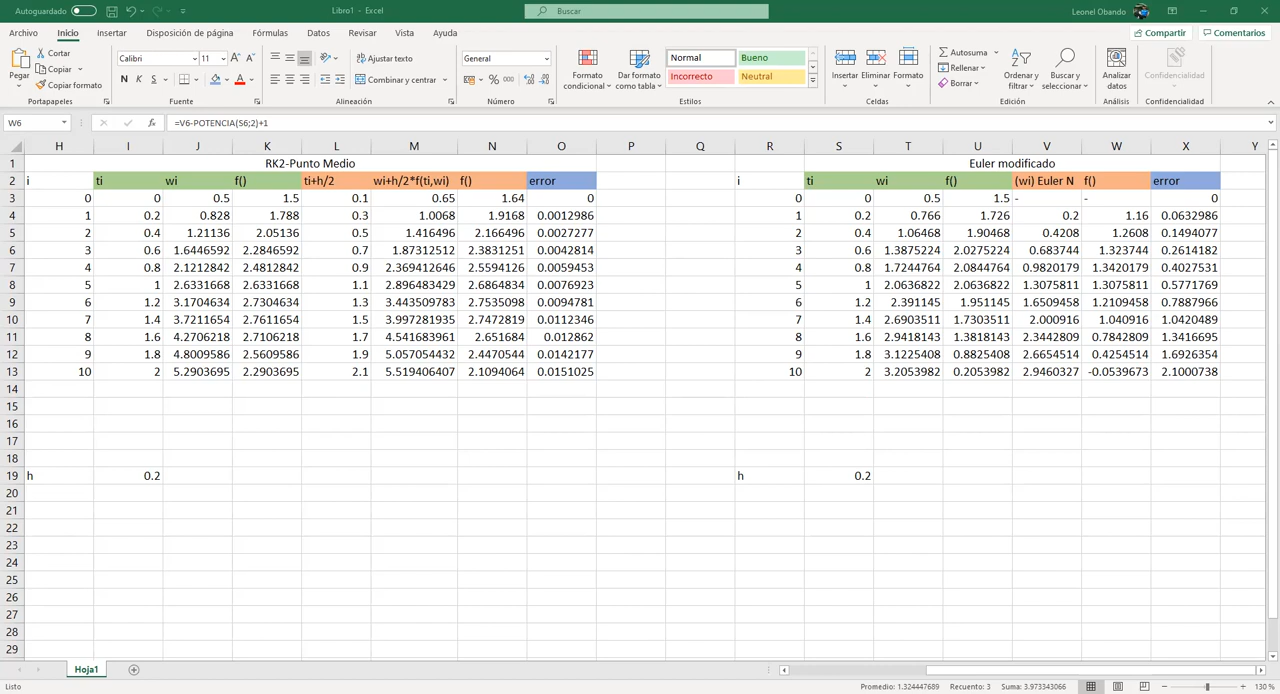 Autoguardado Libro1 - Excel Buscar Leonel Obando
Archivo Inicio Insertar Disposición de página Fórmulas Datos Revisar Vista Ayuda Compartir Comentarios
Pegar Cortar Copiar Copiar formato Portapapeles
Calibri 11 N K S Fuente
Ajustar texto Combinar y centrar Alineación
General % 000 Número
Formato condicional Dar formato como tabla Normal Bueno Incorrecto Neutral Estilos
Insertar Eliminar Formato Celdas
Autosuma Rellenar Borrar Ordenar y filtrar Buscar y seleccionar Edición
Analizar datos Análisis
Confidencialidad Confidencialidad
W6 fx =V6-POTENCIA(S6;2)+1
H I J K L M N O P Q R S T U V W X Y
1 RK2-Punto Medio Euler modificado
2 i ti wi f() ti+h/2 wi+h/2*f(ti,wi) f() error i ti wi f() (wi) Euler N f() error
3 0 0 0.5 1.5 0.1 0.65 1.64 0 0 0 0.5 1.5 - - 0
4 1 0.2 0.828 1.788 0.3 1.0068 1.9168 0.0012986 1 0.2 0.766 1.726 0.2 1.16 0.0632986
5 2 0.4 1.21136 2.05136 0.5 1.416496 2.166496 0.0027277 2 0.4 1.06468 1.90468 0.4208 1.2608 0.1494077
6 3 0.6 1.6446592 2.2846592 0.7 1.87312512 2.3831251 0.0042814 3 0.6 1.3875224 2.0275224 0.683744 1.323744 0.2614182
7 4 0.8 2.1212842 2.4812842 0.9 2.369412646 2.5594126 0.0059453 4 0.8 1.7244764 2.0844764 0.9820179 1.3420179 0.4027531
8 5 1 2.6331668 2.6331668 1.1 2.896483429 2.6864834 0.0076923 5 1 2.0636822 2.0636822 1.3075811 1.3075811 0.5771769
9 6 1.2 3.1704634 2.7304634 1.3 3.443509783 2.7535098 0.0094781 6 1.2 2.391145 1.951145 1.6509458 1.2109458 0.7887966
10 7 1.4 3.7211654 2.7611654 1.5 3.997281935 2.7472819 0.0112346 7 1.4 2.6903511 1.7303511 2.000916 1.040916 1.0420489
11 8 1.6 4.2706218 2.7106218 1.7 4.541683961 2.651684 0.012862 8 1.6 2.9418143 1.3818143 2.3442809 0.7842809 1.3416695
12 9 1.8 4.8009586 2.5609586 1.9 5.057054432 2.4470544 0.0142177 9 1.8 3.1225408 0.8825408 2.6654514 0.4254514 1.6926354
13 10 2 5.2903695 2.2903695 2.1 5.519406407 2.1094064 0.0151025 10 2 3.2053982 0.2053982 2.9460327 -0.0539673 2.1000738
14
15
16
17
18
19 h 0.2 h 0.2
20
21
22
23
24
25
26
27
28
29
Hoja1
Listo Promedio: 1.324447689 Recuento: 3 Suma: 3.973343066 130 %